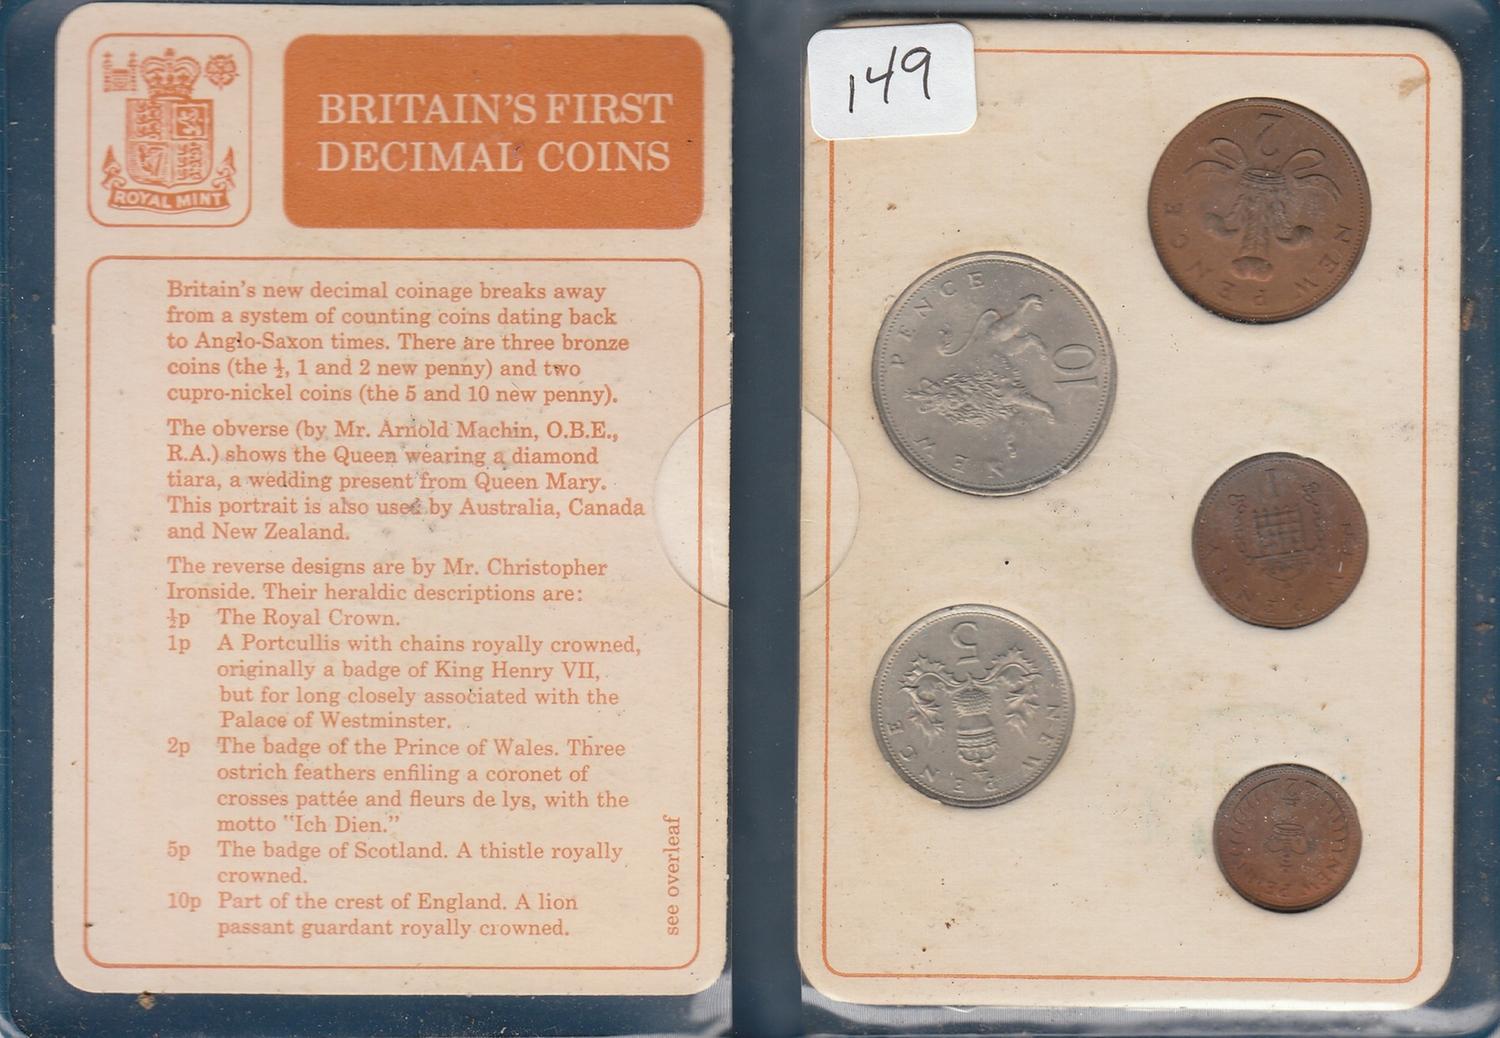 ROYAL MINT
BRITAIN'S FIRST
DECIMAL COINS
Britain's new decimal coinage breaks away
from a system of counting coins dating back
to Anglo-Saxon times. There are three bronze
coins (the ½, 1 and 2 new penny) and two
cupro-nickel coins (the 5 and 10 new penny).
The obverse (by Mr. Arnold Machin, O.B.E.,
R.A.) shows the Queen wearing a diamond
tiara, a wedding present from Queen Mary.
This portrait is also used by Australia, Canada
and New Zealand.
The reverse designs are by Mr. Christopher
Ironside. Their heraldic descriptions are:
½p The Royal Crown.
1p A Portcullis with chains royally crowned,
originally a badge of King Henry VII,
but for long closely associated with the
Palace of Westminster.
2p The badge of the Prince of Wales. Three
ostrich feathers enfiling a coronet of
crosses pattée and fleurs de lys, with the
motto "Ich Dien."
5p The badge of Scotland. A thistle royally
crowned.
10p Part of the crest of England. A lion
passant guardant royally crowned.
see overleaf
149
NEW PENCE
2
NEW PENCE
10
NEW PENNY
1
NEW PENCE
5
NEW PENNY
½